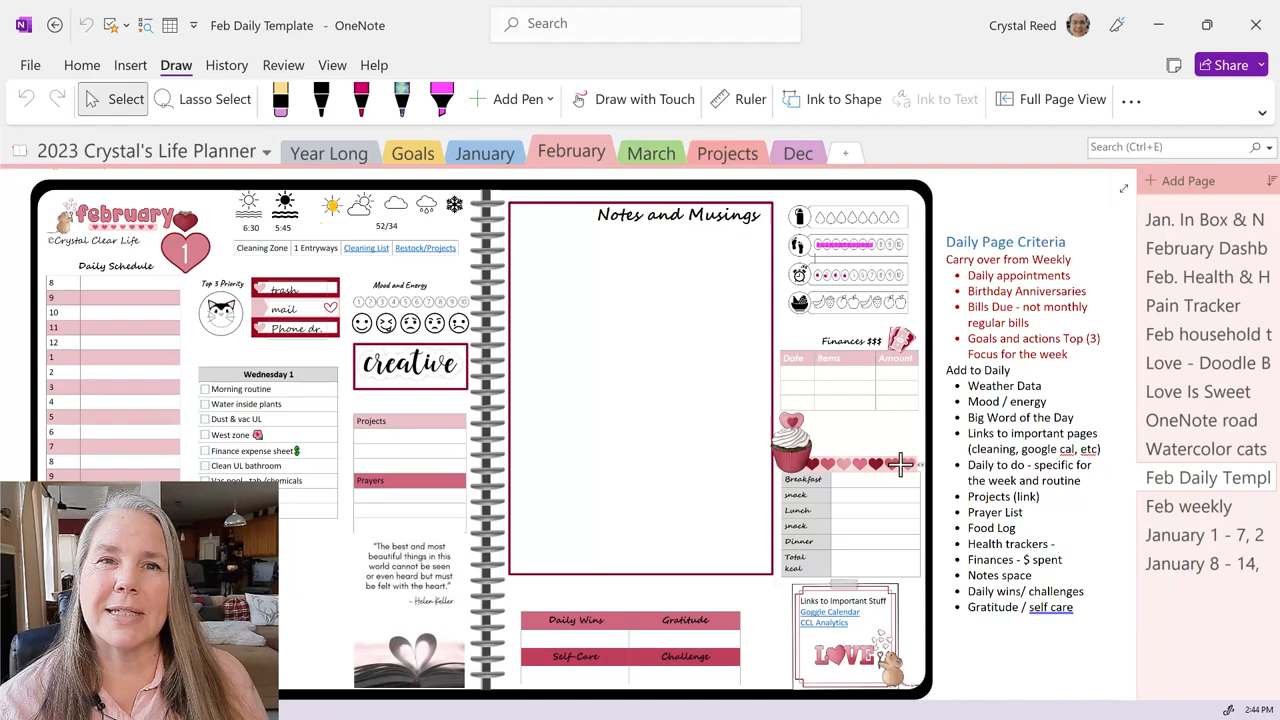 Feb Daily Template - OneNote
Search
Crystal Reed
File
Home
Insert
Draw
History
Review
View
Help
Share
Select
Lasso Select
Add Pen
Draw with Touch
Ruler
Ink to Shape
Ink to Text
Full Page View
2023 Crystal's Life Planner
Year Long
Goals
January
February
March
Projects
Dec
Search (Ctrl+E)
february
©Crystal Clear Life
1
6:30
5:45
52/34
Cleaning Zone
1 Entryways
Cleaning List
Restock/Projects
Daily Schedule
8
9
10
11
12
1
2
3
4
5
6
7
8
Top 3 Priority
trash
mail
Phone dr.
Mood and Energy
1 2 3 4 5 6 7 8 9 10
creative
Wednesday 1
Morning routine
Water inside plants
Dust & vac UL
West zone
Finance expense sheet
Clean UL bathroom
Vac pool - tab /chemicals
Projects
Prayers
"The best and most
beautiful things in this
world cannot be seen
or even heard but must
be felt with the heart."
- Helen Keller
Notes and Musings
Daily Wins
Gratitude
Self-Care
Challenge
Finances $$$
Date
Items
Amount
Breakfast
snack
Lunch
snack
Dinner
Total
kcal
Links to Important Stuff
Goggle Calendar
CCL Analytics
LOVE
Daily Page Criteria
Carry over from Weekly
Daily appointments
Birthday Anniversaries
Bills Due - not monthly
regular bills
Goals and actions Top (3)
Focus for the week
Add to Daily
Weather Data
Mood / energy
Big Word of the Day
Links to important pages
(cleaning, google cal, etc)
Daily to do - specific for
the week and routine
Projects (link)
Prayer List
Food Log
Health trackers -
Finances - $ spent
Notes space
Daily wins/ challenges
Gratitude / self care
Add Page
Jan. In Box & N
February Dashb
Feb. Health & H
Pain Tracker
Feb household t
Love - Doodle B
Love Is Sweet
OneNote road
Watercolor cats
Feb Daily Templ
Feb weekly
January 1 - 7, 2
January 8 - 14,
2:44 PM